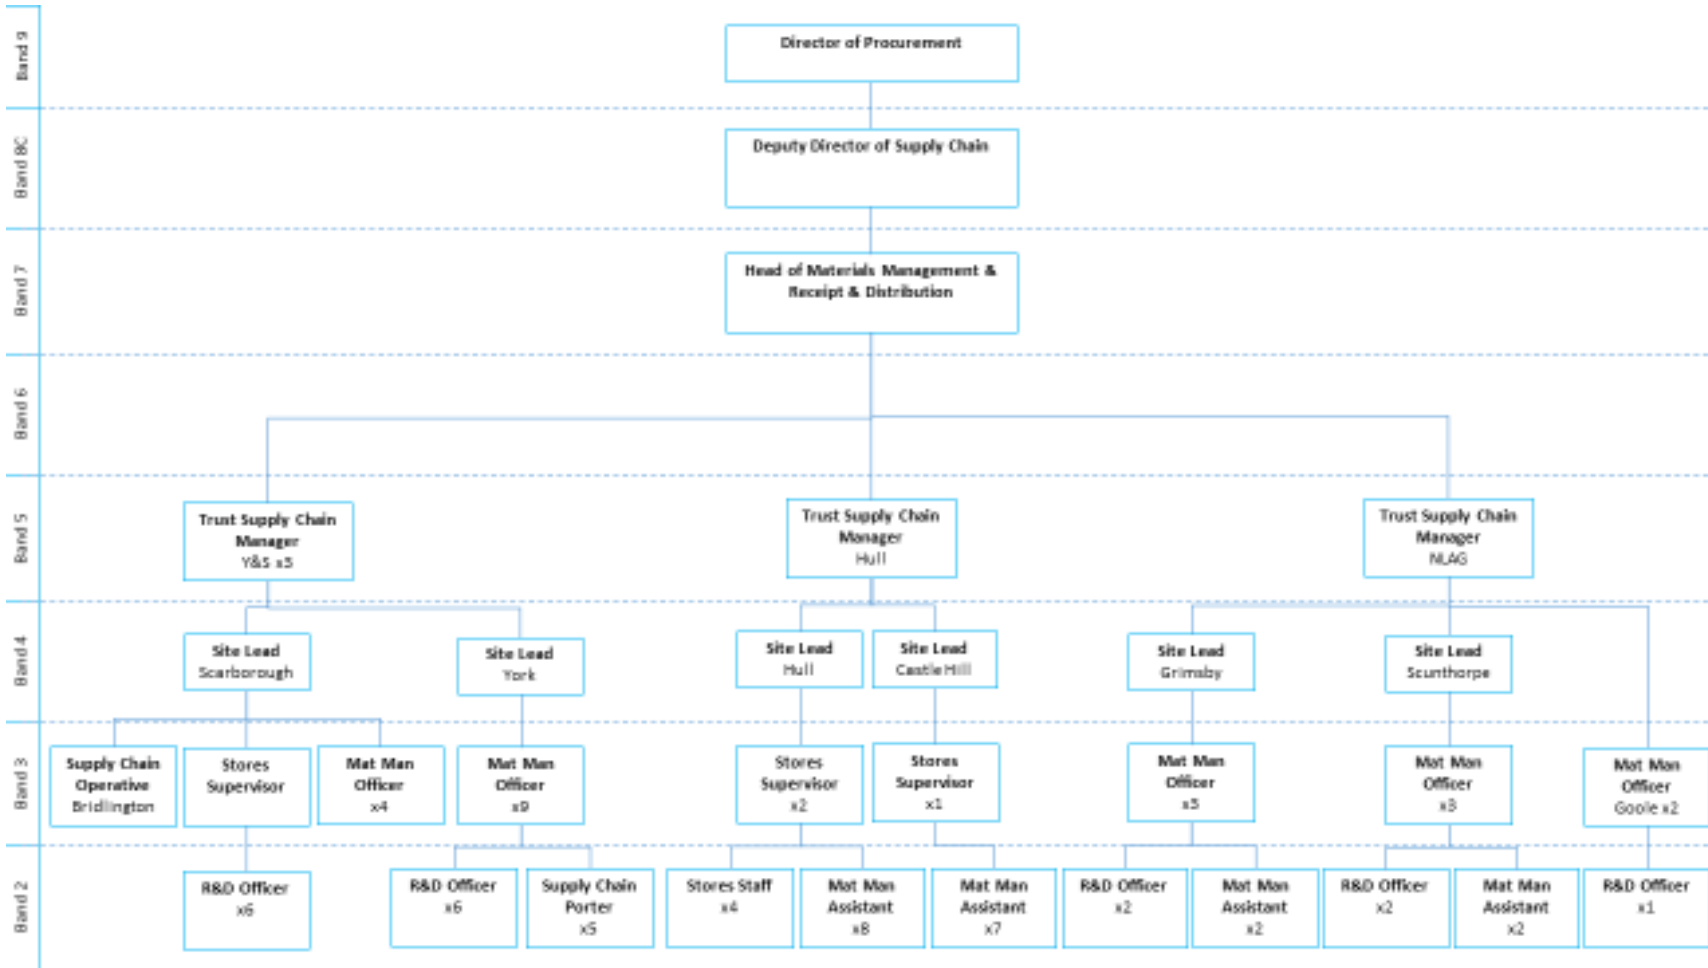 Band 9
Director of Procurement
Band 8C
Deputy Director of Supply Chain
Band 7
Head of Materials Management &
Receipt & Distribution
Band 6
Band 5
Trust Supply Chain
Manager
Y&S
Trust Supply Chain
Manager
Hull
Trust Supply Chain
Manager
NLAG
Band 4
Site Lead
Scarborough
Site Lead
York
Site Lead
Hull
Site Lead
Castle Hill
Site Lead
Grimsby
Site Lead
Scunthorpe
Band 3
Supply Chain
Operative
Bridlington
Stores
Supervisor
Mat Man
Officer
x4
Mat Man
Officer
x9
Stores
Supervisor
x2
Stores
Supervisor
x1
Mat Man
Officer
Mat Man
Officer
x3
Mat Man
Officer
Goole x2
Band 2
R&D Officer
x6
R&D Officer
x6
Supply Chain
Porter
x5
Stores Staff
x4
Mat Man
Assistant
x8
Mat Man
Assistant
x7
R&D Officer
x2
Mat Man
Assistant
x2
R&D Officer
x2
Mat Man
Assistant
x2
R&D Officer
x1